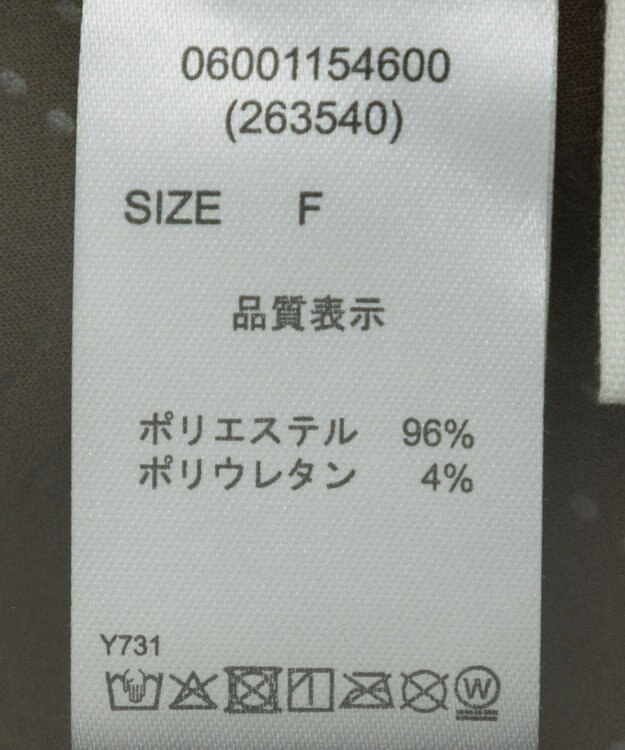 06001154600
(263540)
SIZE F
品質表示
ポリエステル 96%
ポリウレタン 4%
Y731
W